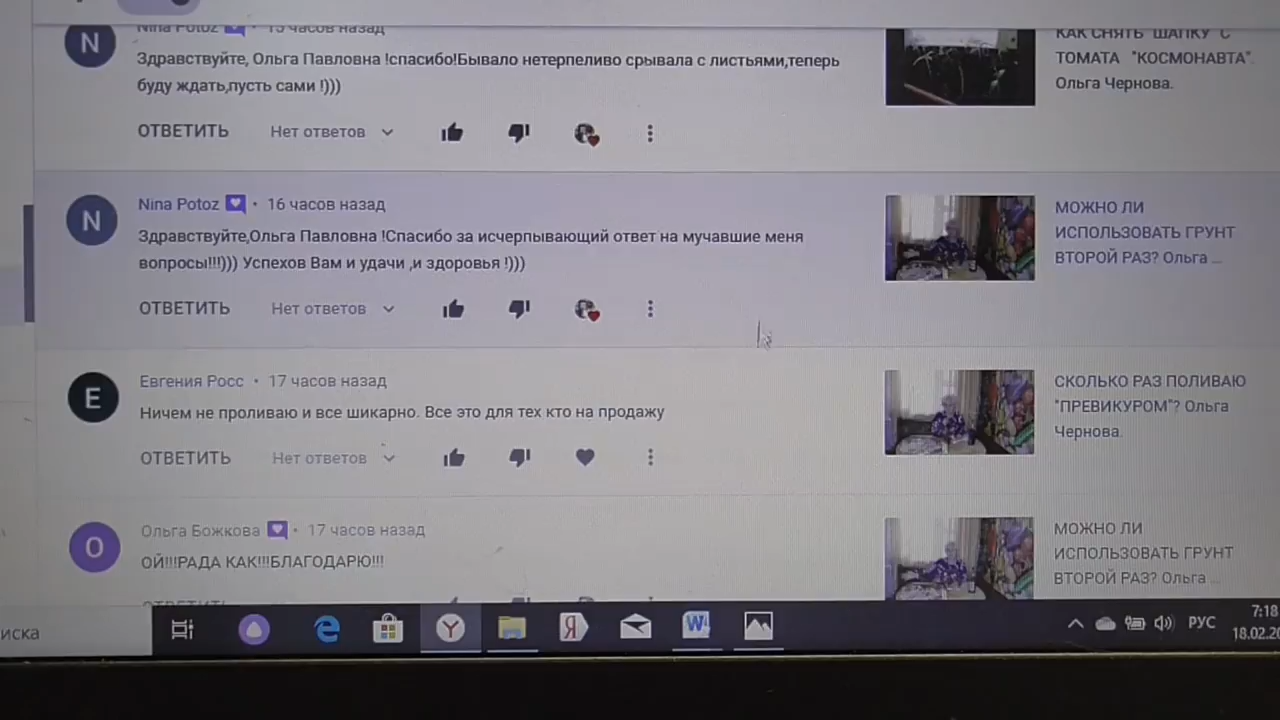 Nina Potoz · 15 часов назад
Здравствуйте, Ольга Павловна !спасибо!Бывало нетерпеливо срывала с листьями,теперь
буду ждать,пусть сами !)))
ОТВЕТИТЬ Нет ответов
КАК СНЯТЬ "ШАПКУ" С
ТОМАТА "КОСМОНАВТА".
Ольга Чернова.
N
Nina Potoz · 16 часов назад
Здравствуйте,Ольга Павловна !Спасибо за исчерпывающий ответ на мучавшие меня
вопросы!!!))) Успехов Вам и удачи ,и здоровья !)))
ОТВЕТИТЬ Нет ответов
N
МОЖНО ЛИ
ИСПОЛЬЗОВАТЬ ГРУНТ
ВТОРОЙ РАЗ? Ольга ...
Евгения Росс · 17 часов назад
Ничем не проливаю и все шикарно. Все это для тех кто на продажу
ОТВЕТИТЬ Нет ответов
Е
СКОЛЬКО РАЗ ПОЛИВАЮ
"ПРЕВИКУРОМ"? Ольга
Чернова.
Ольга Божкова · 17 часов назад
ОЙ!!!РАДА КАК!!!БЛАГОДАРЮ!!!
О
МОЖНО ЛИ
ИСПОЛЬЗОВАТЬ ГРУНТ
ВТОРОЙ РАЗ? Ольга ...
иска
РУС
7:18
18.02.20